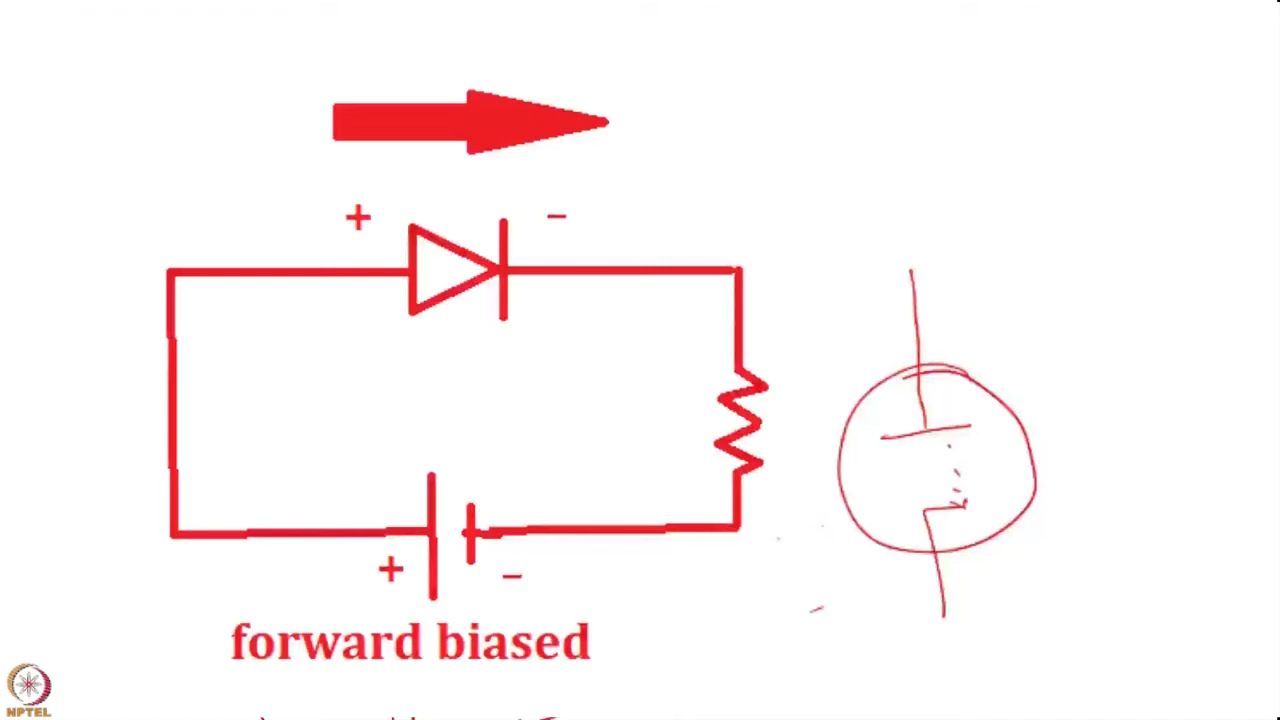 + −
+ −
forward biased
NPTEL